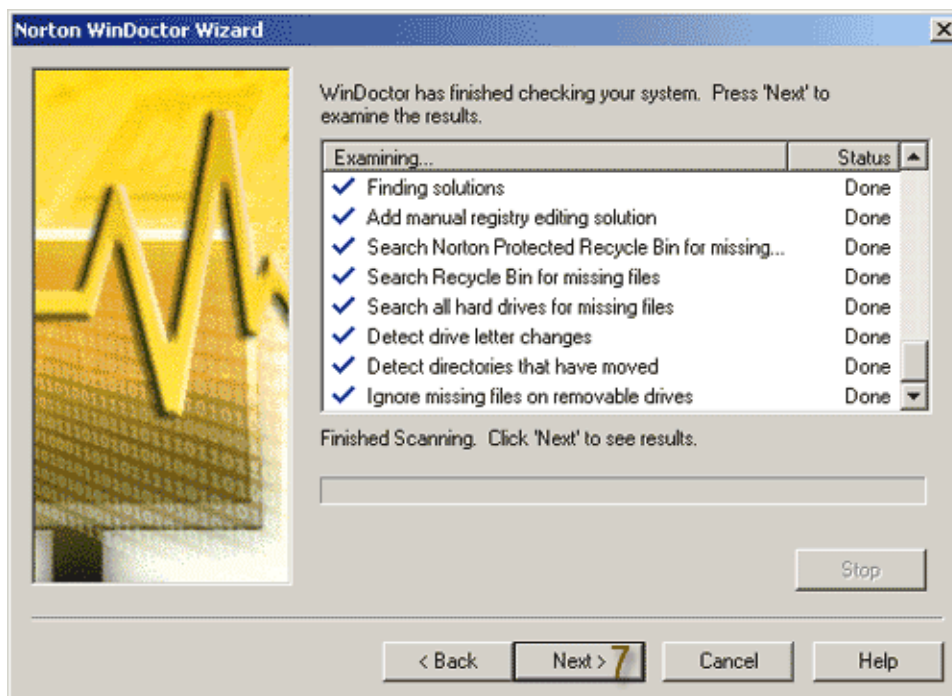 Norton WinDoctor Wizard
WinDoctor has finished checking your system. Press 'Next' to
examine the results.
Examining... Status
Finding solutions Done
Add manual registry editing solution Done
Search Norton Protected Recycle Bin for missing... Done
Search Recycle Bin for missing files Done
Search all hard drives for missing files Done
Detect drive letter changes Done
Detect directories that have moved Done
Ignore missing files on removable drives Done
Finished Scanning. Click 'Next' to see results.
Stop
< Back Next > 7 Cancel Help